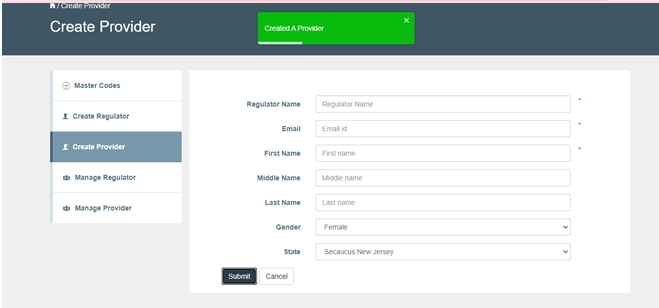 / Create Provider
Create Provider
Created A Provider
×
Master Codes
Create Regulator
Create Provider
Manage Regulator
Manage Provider
Regulator Name Regulator Name *
Email Email id *
First Name First name *
Middle Name Middle name
Last Name Last name
Gender Female
State Secaucus New Jersey
Submit Cancel